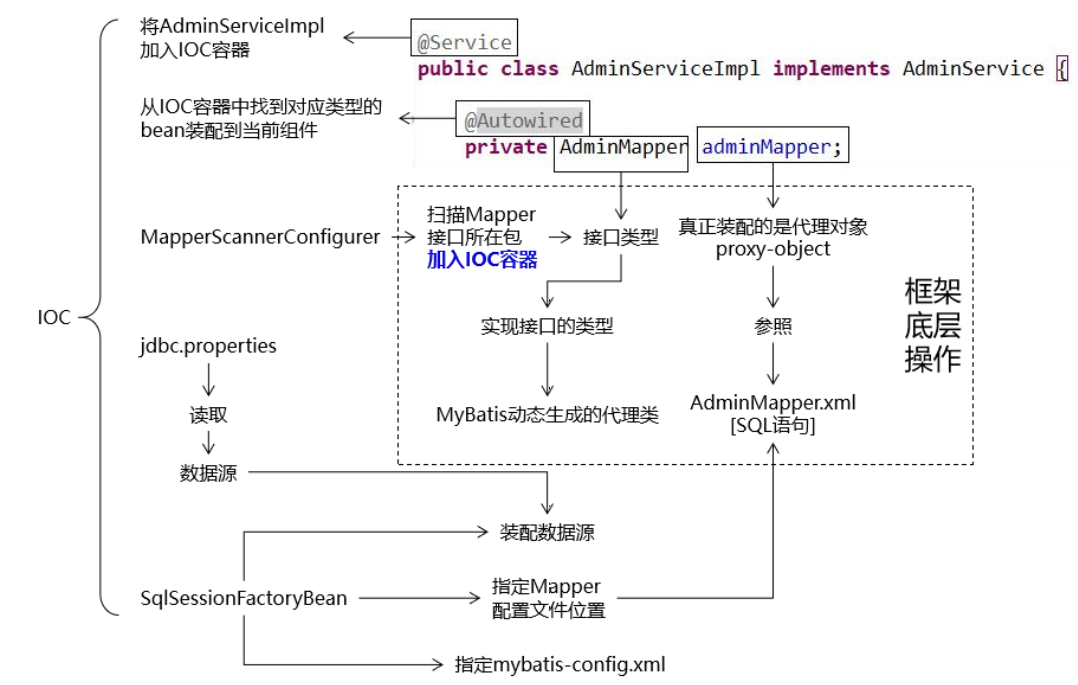 将AdminServiceImpl
加入IOC容器
@Service
public class AdminServiceImpl implements AdminService {
从IOC容器中找到对应类型的
bean装配到当前组件
@Autowired
private AdminMapper adminMapper;
MapperScannerConfigurer
扫描Mapper
接口所在包
加入IOC容器
接口类型
真正装配的是代理对象
proxy-object
框架
底层
操作
IOC
实现接口的类型
参照
jdbc.properties
MyBatis动态生成的代理类
AdminMapper.xml
[SQL语句]
读取
数据源
装配数据源
SqlSessionFactoryBean
指定Mapper
配置文件位置
指定mybatis-config.xml